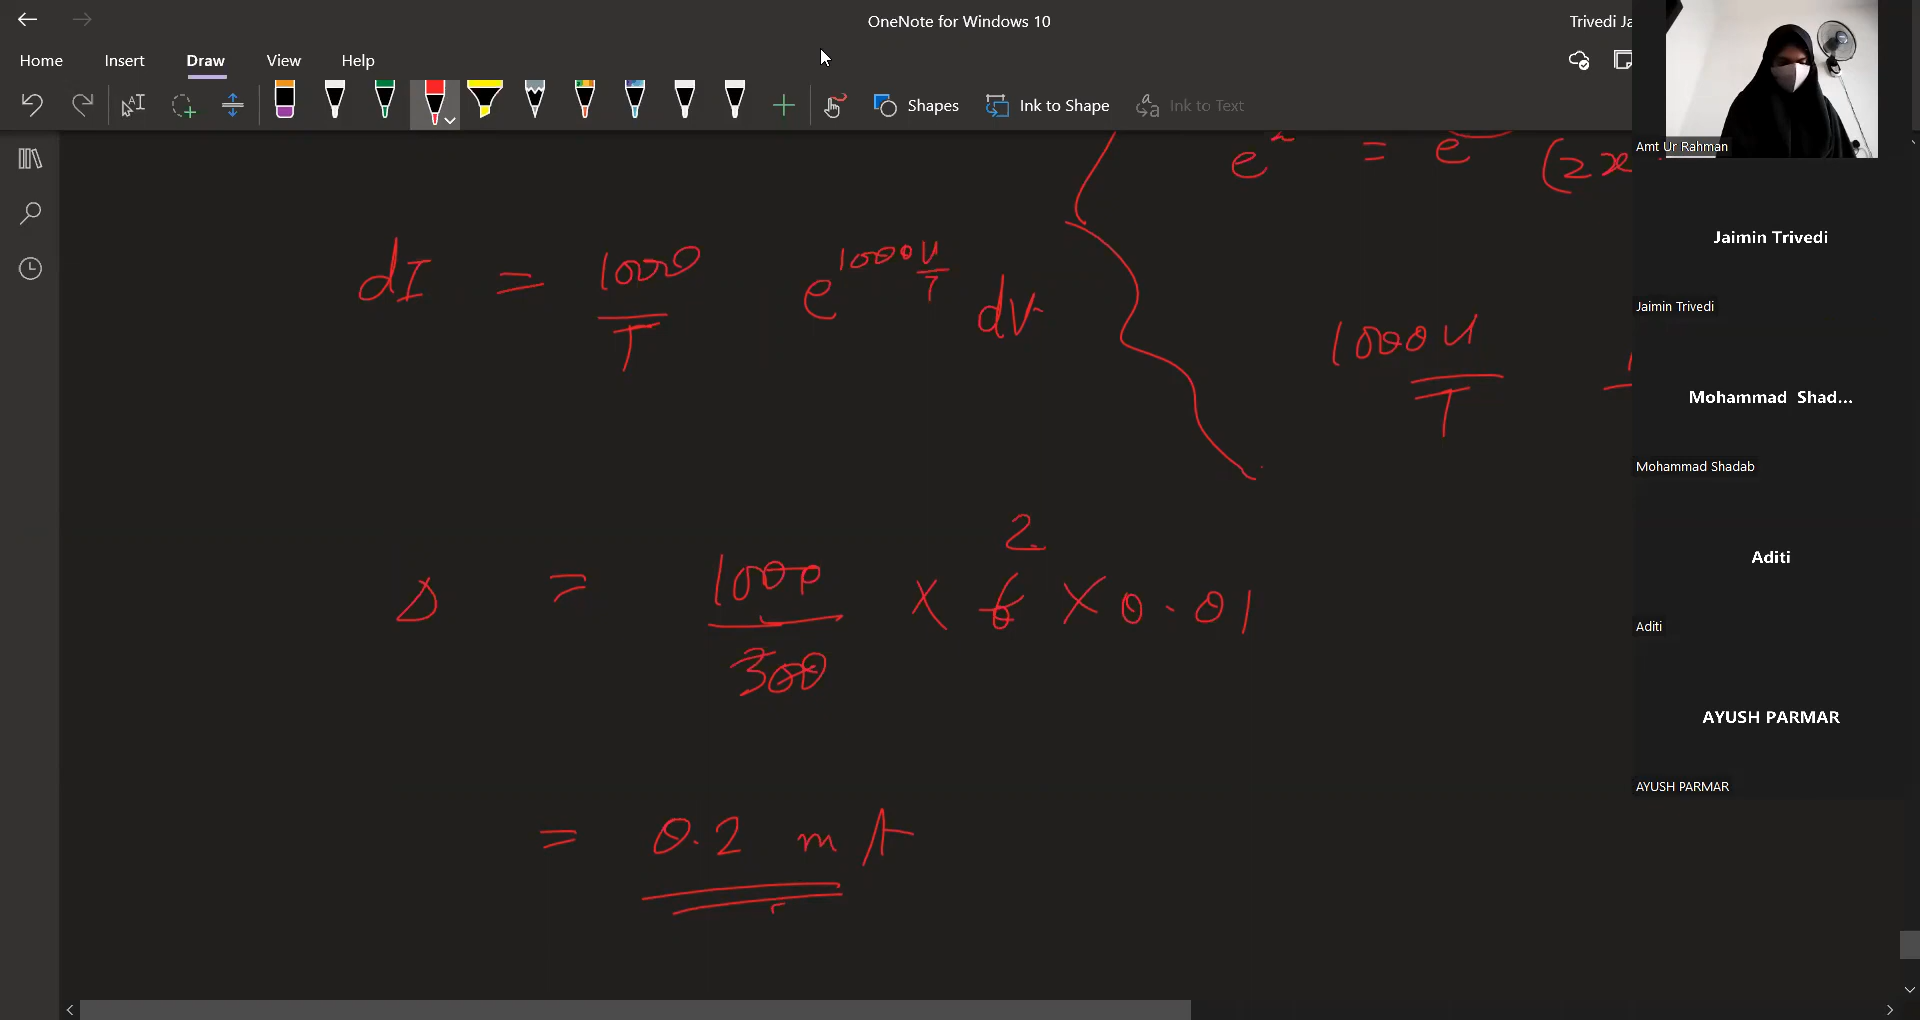 OneNote for Windows 10
Trivedi Ja
Home Insert Draw View Help
Shapes Ink to Shape Ink to Text
e² = e (2x
dI = 1000/T e^(1000V/T) dV
1000V/T
Δ = 1000/300 × 6 × 0.01
2
= 0.2 mA
Amt Ur Rahman
Jaimin Trivedi
Jaimin Trivedi
Mohammad Shad...
Mohammad Shadab
Aditi
Aditi
AYUSH PARMAR
AYUSH PARMAR